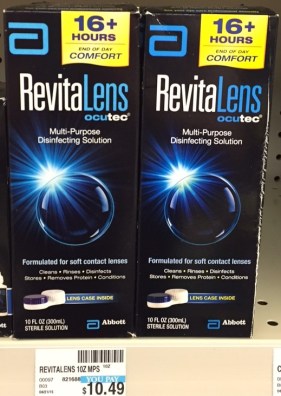 16+
HOURS
END OF DAY
COMFORT
RevitaLens
ocutec®
Multi-Purpose
Disinfecting Solution
Formulated for soft contact lenses
Cleans • Rinses • Disinfects
Stores • Removes Protein • Conditions
LENS CASE INSIDE
10 FL OZ (300mL)
STERILE SOLUTION
Abbott
16+
HOURS
END OF DAY
COMFORT
RevitaLens
ocutec®
Multi-Purpose
Disinfecting Solution
Formulated for soft contact lenses
Cleans • Rinses • Disinfects
Stores • Removes Protein • Conditions
LENS CASE INSIDE
10 FL OZ (300mL)
STERILE SOLUTION
Abbott
REVITALENS 10Z MPS 10Z
YOU PAY
$10.49